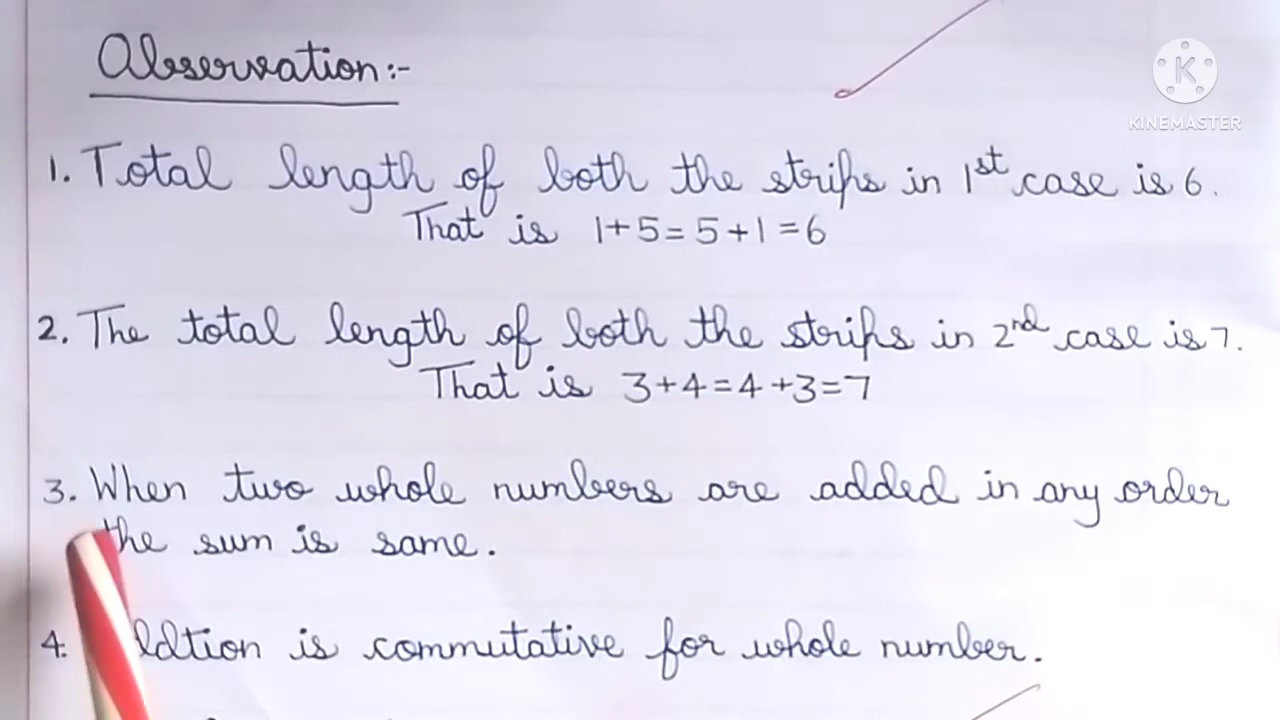 Observation:-
K
KINEMASTER
1. Total length of both the strips in 1st case is 6.
That is 1+5=5+1=6
2. The total length of both the strips in 2nd case is 7.
That is 3+4=4+3=7
3. When two whole numbers are added in any order
the sum is same.
4. is commutative for whole number.